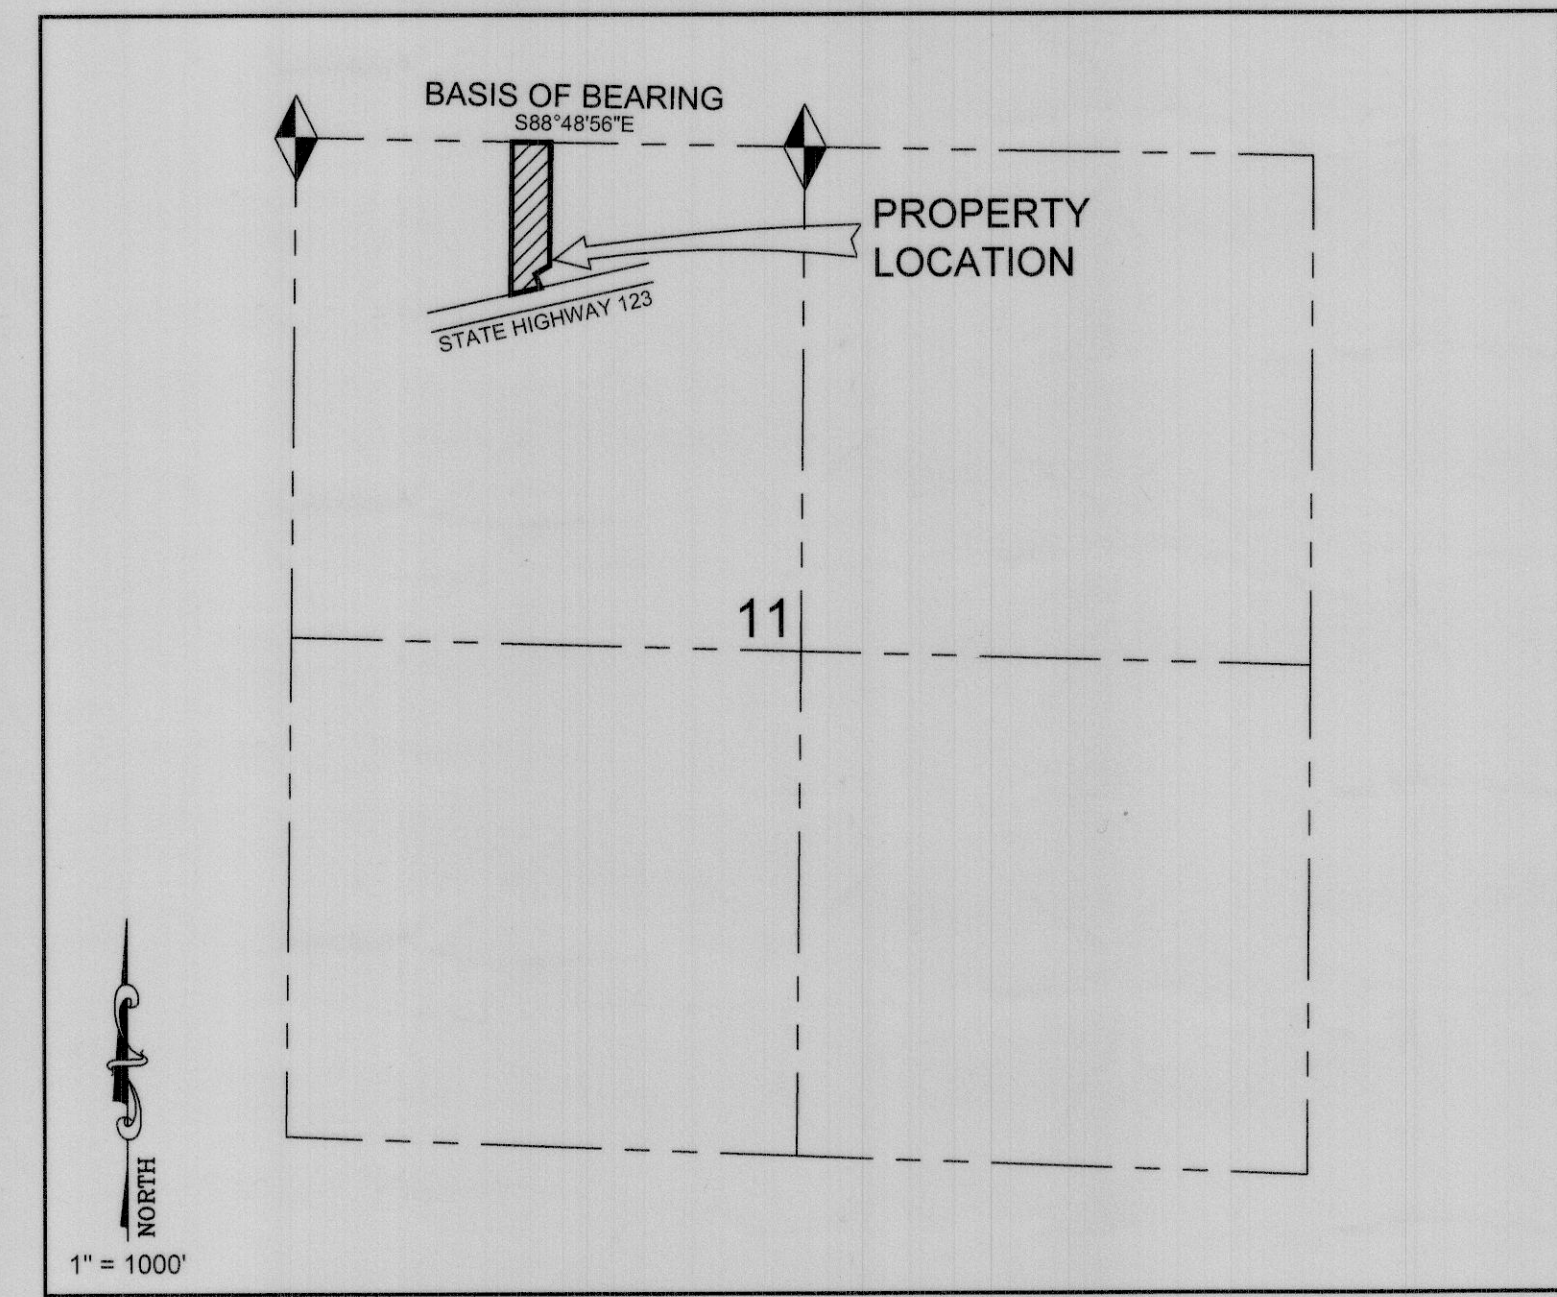 BASIS OF BEARING
S88°48'56"E
PROPERTY
LOCATION
STATE HIGHWAY 123
11
NORTH
1" = 1000'